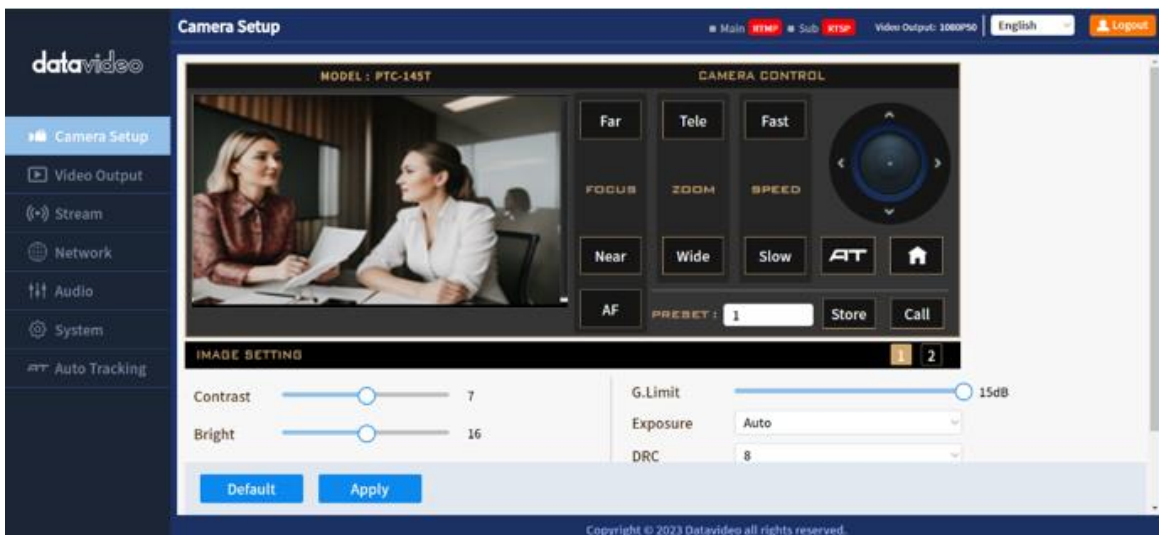 Camera Setup
Main RTMP Sub RTSP Video Output: 1080P50 English Logout
datavideo
Camera Setup
Video Output
Stream
Network
Audio
System
AT Auto Tracking
MODEL : PTC-145T
CAMERA CONTROL
Far Tele Fast
FOCUS ZOOM SPEED
Near Wide Slow AT
AF PRESET : 1 Store Call
IMAGE SETTING 1 2
Contrast 7
Bright 16
G.Limit 15dB
Exposure Auto
DRC 8
Default Apply
Copyright © 2023 Datavideo all rights reserved.